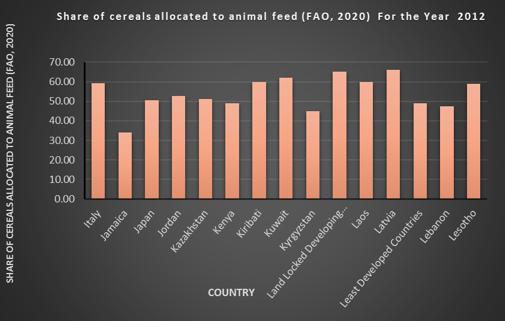 Share of cereals allocated to animal feed (FAO, 2020) For the Year 2012
SHARE OF CEREALS ALLOCATED TO ANIMAL FEED (FAO, 2020)
70.00
60.00
50.00
40.00
30.00
20.00
10.00
0.00
Italy
Jamaica
Japan
Jordan
Kazakhstan
Kenya
Kiribati
Kuwait
Kyrgyzstan
Land Locked Developing...
Laos
Latvia
Least Developed Countries
Lebanon
Lesotho
COUNTRY